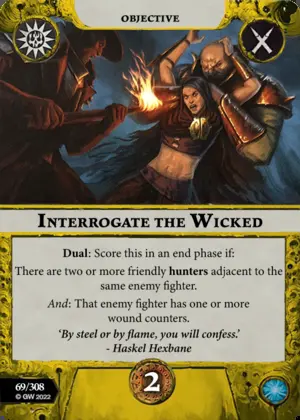 OBJECTIVE
INTERROGATE THE WICKED
Dual: Score this in an end phase if:
There are two or more friendly hunters adjacent to the
same enemy fighter.
And: That enemy fighter has one or more
wound counters.
‘By steel or by flame, you will confess.’
- Haskel Hexbane
69/308
© GW 2022
2